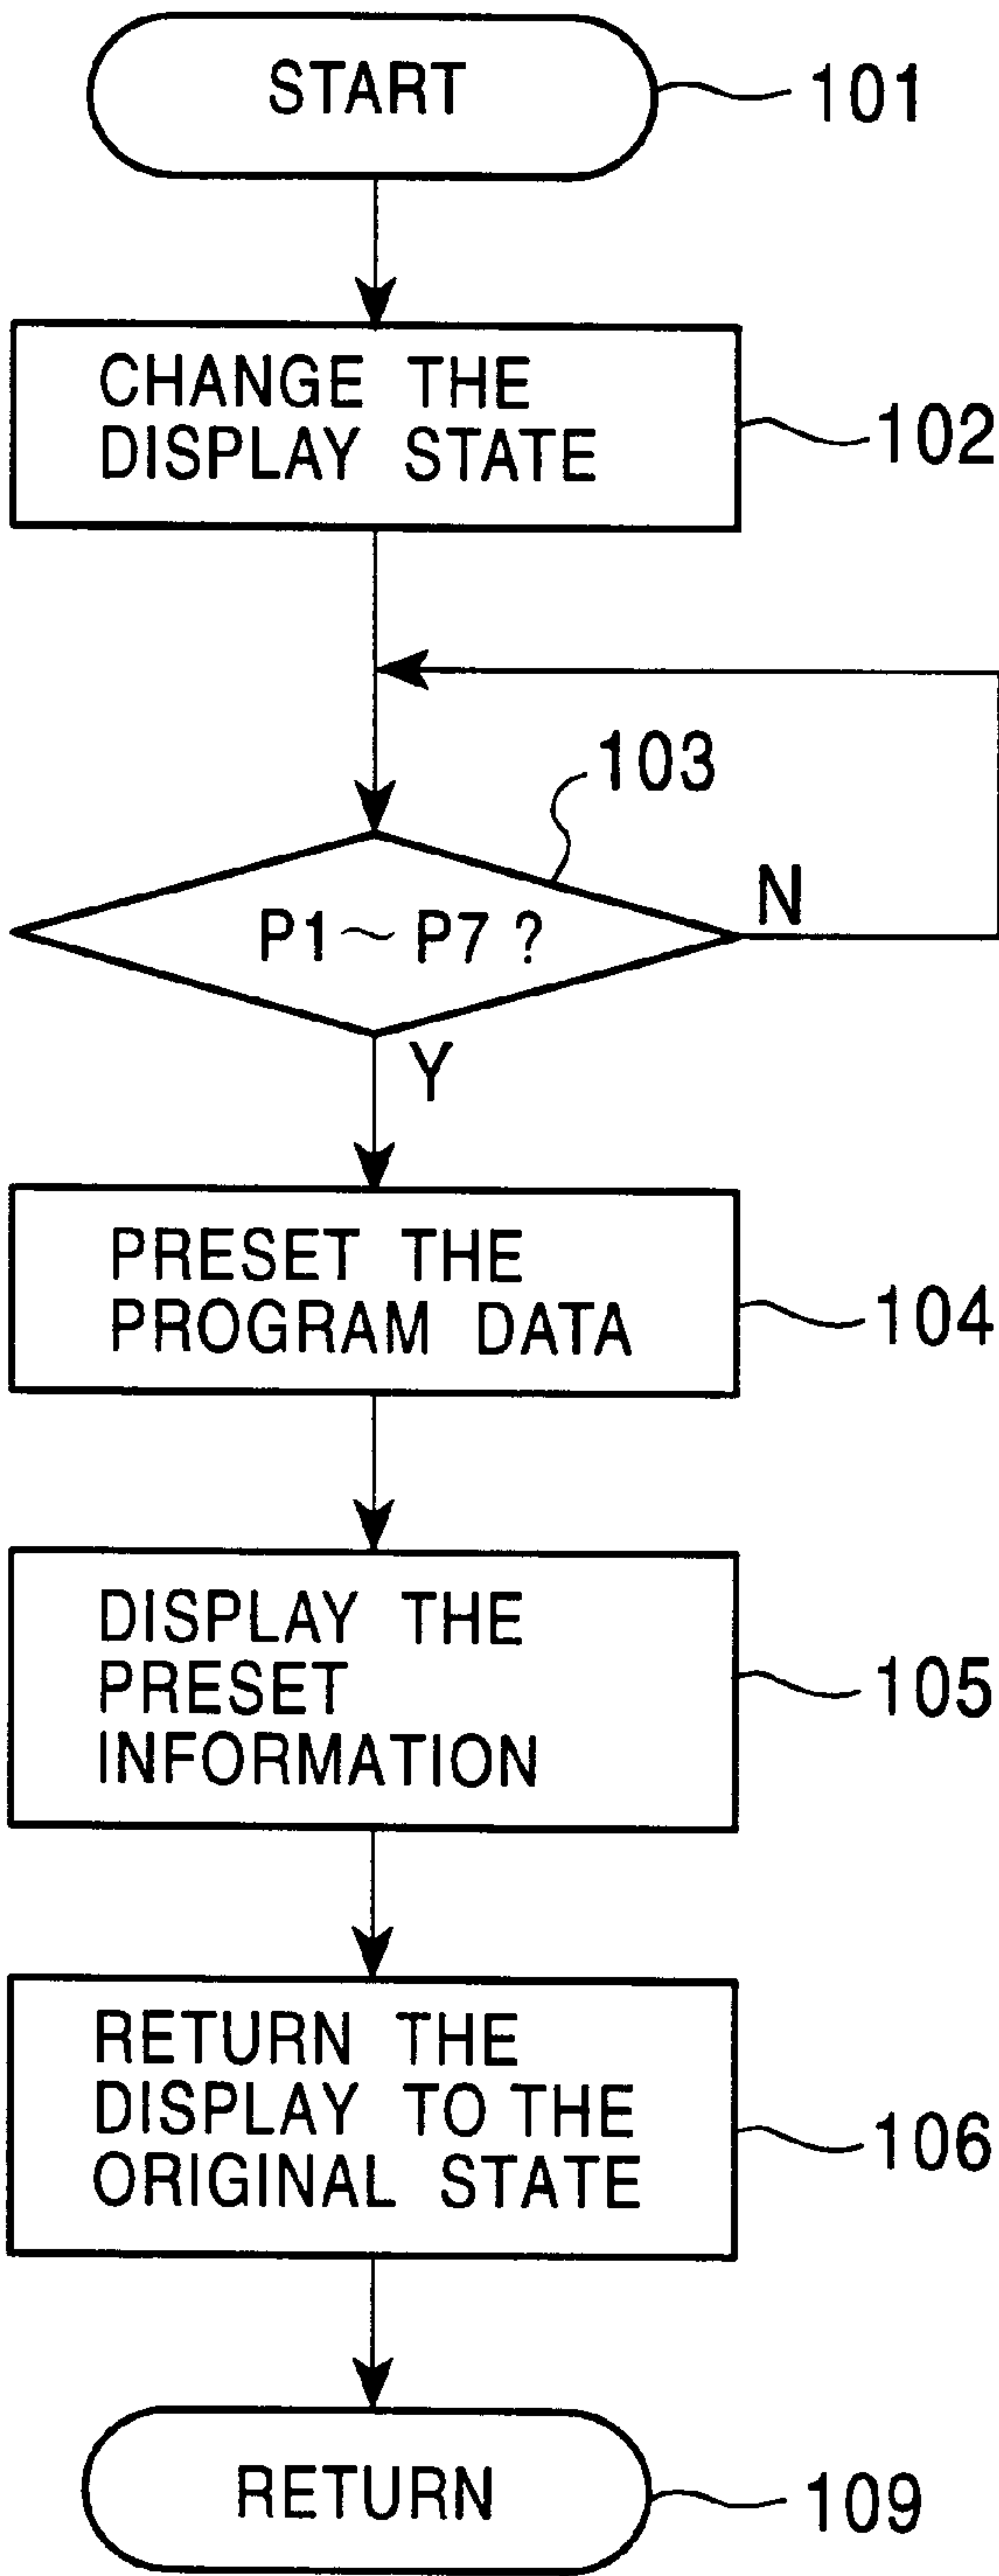 START
101
CHANGE THE
DISPLAY STATE
102
103
P1~P7?
N
Y
PRESET THE
PROGRAM DATA
104
DISPLAY THE
PRESET
INFORMATION
105
RETURN THE
DISPLAY TO THE
ORIGINAL STATE
106
RETURN
109